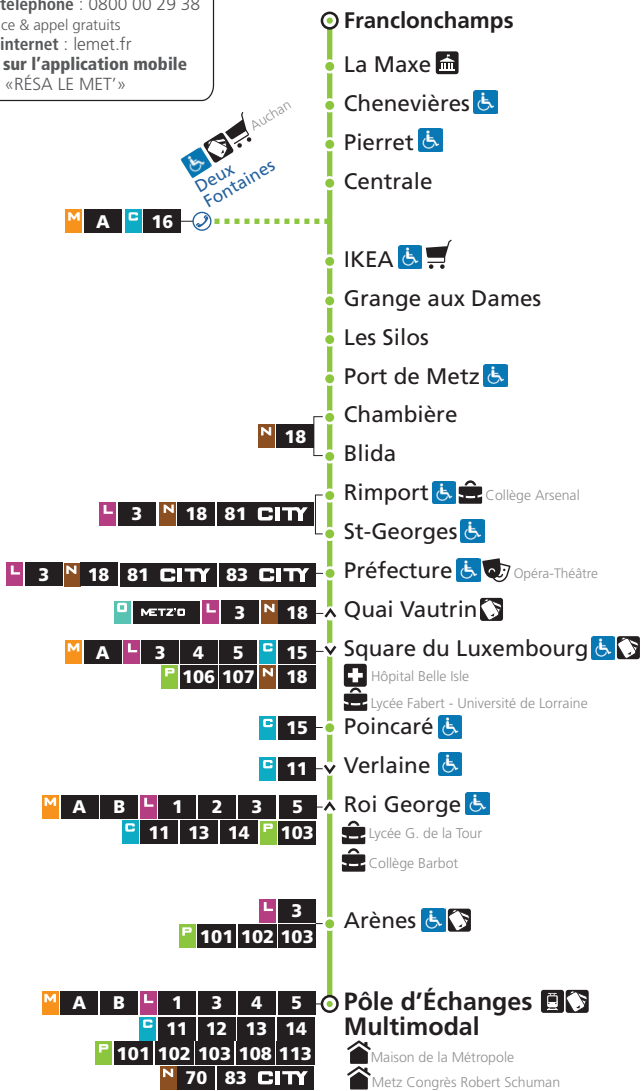 téléphone : 0800 00 29 38
ce & appel gratuits
internet : lemet.fr
sur l'application mobile
«RÉSA LE MET'»
Franclonchamps
La Maxe
Chenevières
Pierret
Centrale
Auchan
Deux
Fontaines
M A C 16
IKEA
Grange aux Dames
Les Silos
Port de Metz
Chambière
N 18
Blida
Rimport Collège Arsenal
L 3 N 18 81 CITY
St-Georges
L 3 N 18 81 CITY 83 CITY Préfecture Opéra-Théâtre
O METZ'O L 3 N 18 Quai Vautrin
M A L 3 4 5 C 15 Square du Luxembourg
P 106 107 N 18 Hôpital Belle Isle
Lycée Fabert - Université de Lorraine
C 15 Poincaré
C 11 Verlaine
M A B L 1 2 3 5 Roi George
C 11 13 14 P 103 Lycée G. de la Tour
Collège Barbot
L 3
Arènes
P 101 102 103
M A B L 1 3 4 5 Pôle d'Échanges
C 11 12 13 14 Multimodal
P 101 102 103 108 113 Maison de la Métropole
N 70 83 CITY Metz Congrès Robert Schuman